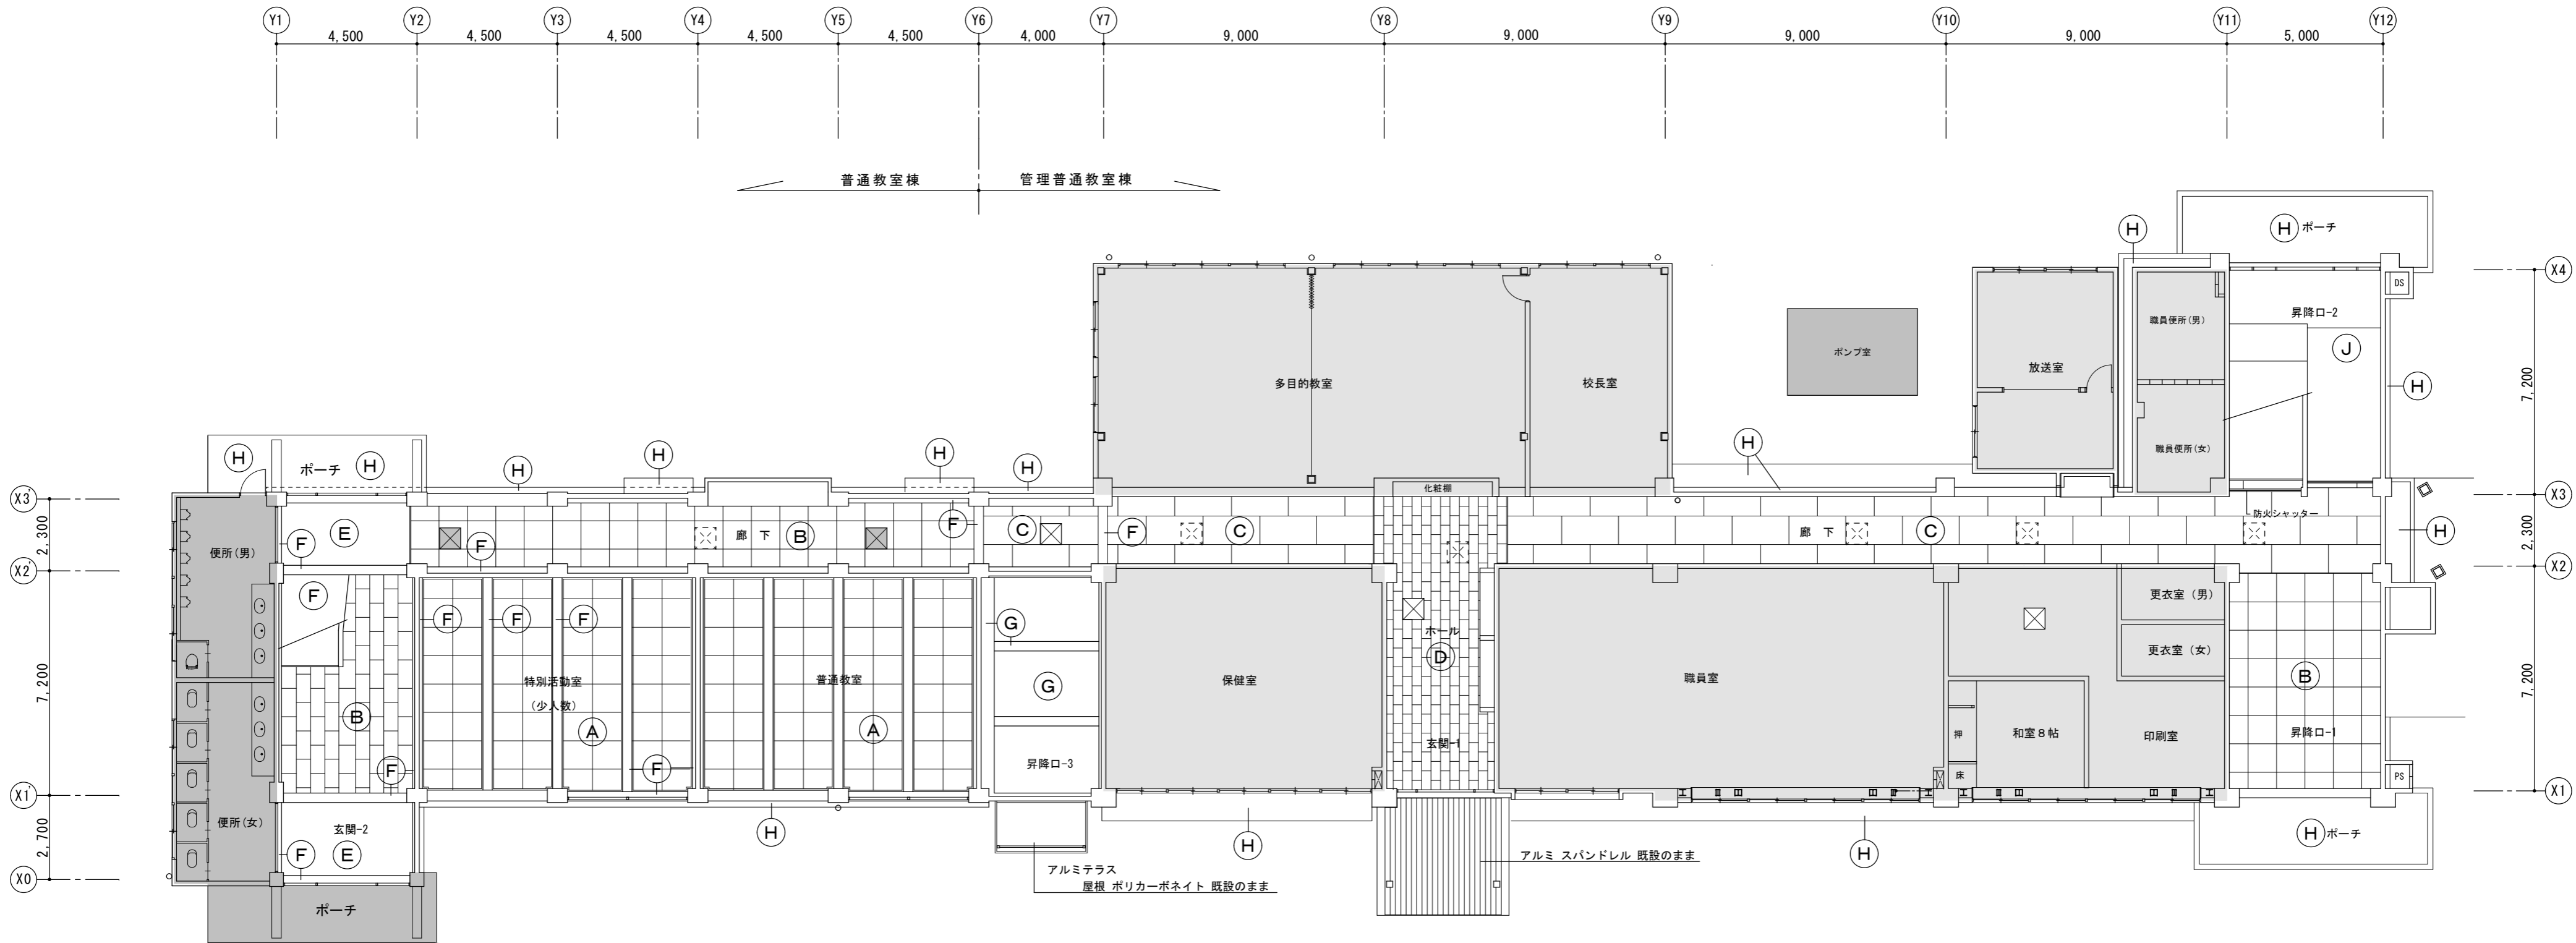 Y1 Y2 Y3 Y4 Y5 Y6 Y7 Y8 Y9 Y10 Y11 Y12
4,500 4,500 4,500 4,500 4,500 4,000 9,000 9,000 9,000 9,000 5,000
普通教室棟 管理普通教室棟
H H ポーチ
X4
DS
昇降口-2
職員便所(男)
J
ポンプ室
放送室
多目的教室 校長室
H
7,200
H ポーチ H H H H H H
職員便所(女)
化粧棚
X3' X3
防火シャッター
2,300 便所(男) F E F 廊 下 B F C F C 廊 下 C H 2,300
X2' X2
F F F F G ホール 更衣室(男)
D
更衣室(女)
7,200 特別活動室 普通教室 G 保健室 職員室 B 7,200
(少人数)
B A A
押 和室8帖 印刷室 昇降口-1
玄関-1
F F 昇降口-3
床 PS
X1' X1
便所(女) 玄関-2 H H H H ポーチ
2,700 F E
アルミ スパンドレル 既設のまま
アルミテラス
X0
屋根 ポリカーボネイト 既設のまま
ポーチ